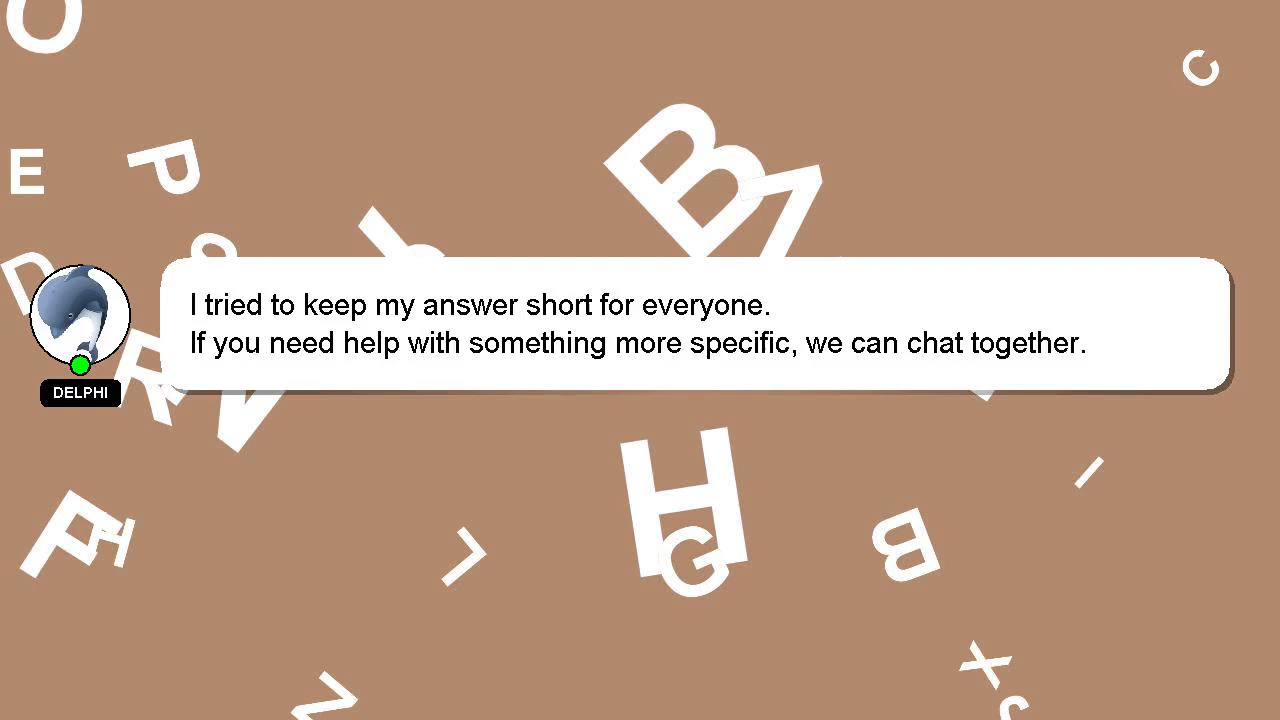 O
C
B
E
P
Z
S
b
D
I tried to keep my answer short for everyone.
If you need help with something more specific, we can chat together.
DELPHI
R
V
H
I
F
H
L
G
B
X
Z
J